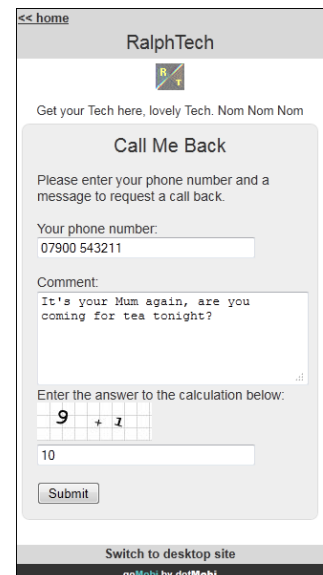 << home
RalphTech
R
T
Get your Tech here, lovely Tech. Nom Nom Nom
Call Me Back
Please enter your phone number and a
message to request a call back.
Your phone number:
07900 543211
Comment:
It's your Mum again, are you
coming for tea tonight?
Enter the answer to the calculation below:
9 + 1
10
Submit
Switch to desktop site
goMobi by dotMobi